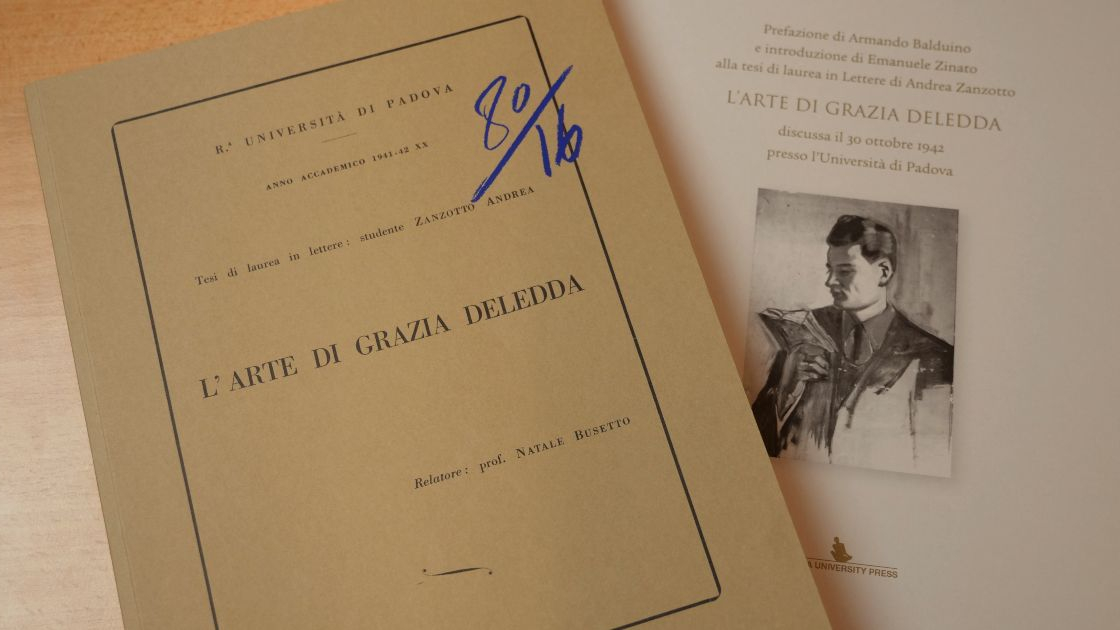 R.ª UNIVERSITÀ DI PADOVA
ANNO ACCADEMICO 1941-42 XX
80/16
Tesi di laurea in lettere: studente ZANZOTTO ANDREA
L'ARTE DI GRAZIA DELEDDA
Relatore: prof. NATALE BUSETTO
Prefazione di Armando Balduino
e introduzione di Emanuele Zinato
alla tesi di laurea in Lettere di Andrea Zanzotto
L'ARTE DI GRAZIA DELEDDA
discussa il 30 ottobre 1942
presso l'Università di Padova
UNIVERSITY PRESS